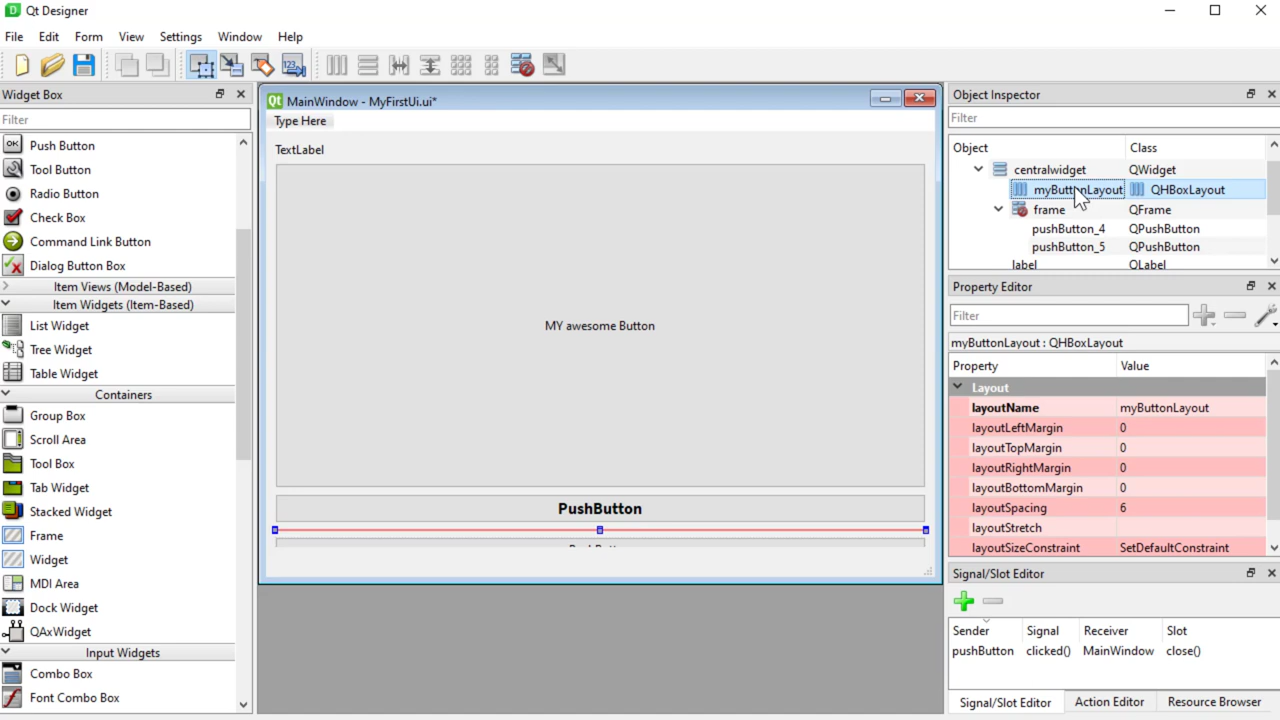 Qt Designer
File Edit Form View Settings Window Help
Widget Box
Filter
Push Button
Tool Button
Radio Button
Check Box
Command Link Button
Dialog Button Box
Item Views (Model-Based)
Item Widgets (Item-Based)
List Widget
Tree Widget
Table Widget
Containers
Group Box
Scroll Area
Tool Box
Tab Widget
Stacked Widget
Frame
Widget
MDI Area
Dock Widget
QAxWidget
Input Widgets
Combo Box
Font Combo Box
MainWindow - MyFirstUi.ui*
Type Here
TextLabel
MY awesome Button
PushButton
Object Inspector
Filter
Object Class
centralwidget QWidget
myButtonLayout QHBoxLayout
frame QFrame
pushButton_4 QPushButton
pushButton_5 QPushButton
label QLabel
Property Editor
Filter
myButtonLayout : QHBoxLayout
Property Value
Layout
layoutName myButtonLayout
layoutLeftMargin 0
layoutTopMargin 0
layoutRightMargin 0
layoutBottomMargin 0
layoutSpacing 6
layoutStretch
layoutSizeConstraint SetDefaultConstraint
Signal/Slot Editor
Sender Signal Receiver Slot
pushButton clicked() MainWindow close()
Signal/Slot Editor Action Editor Resource Browser